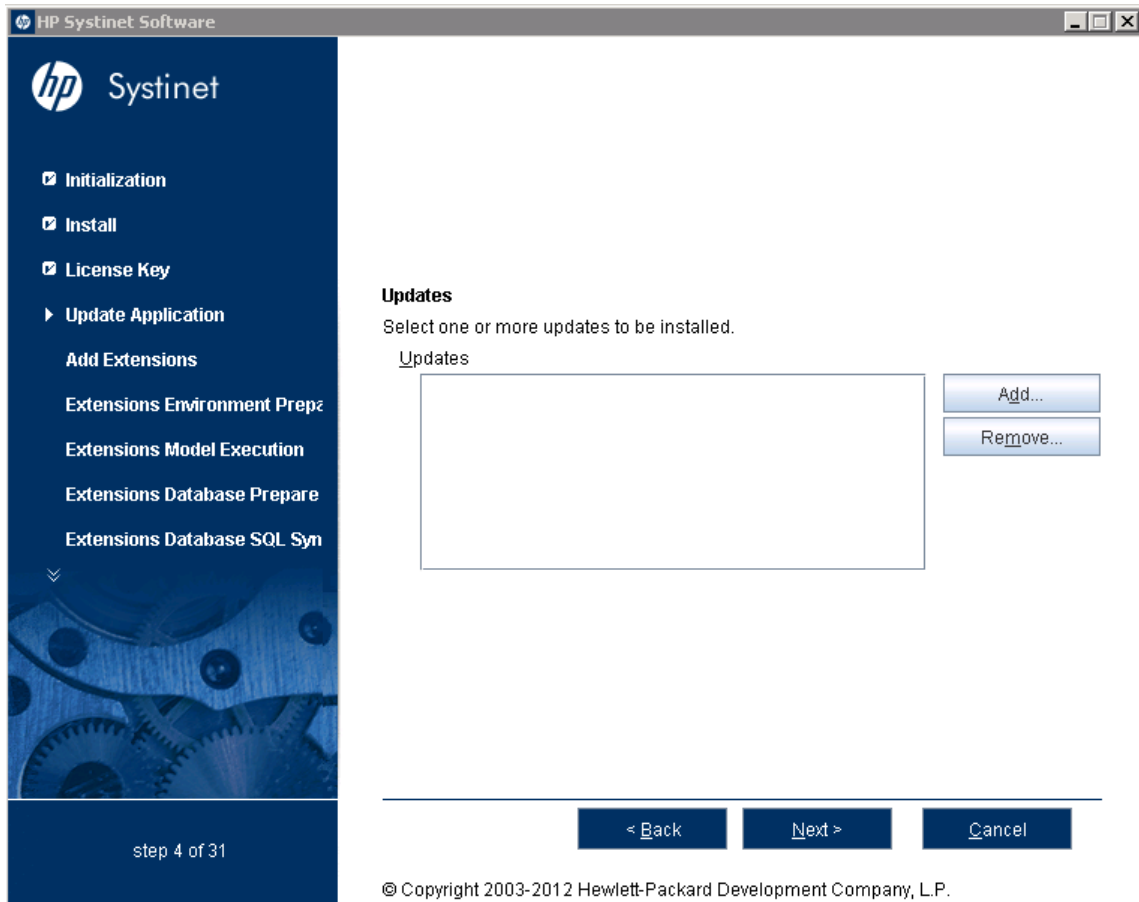 HP Systinet Software
hp Systinet
Initialization
Install
License Key
Update Application
Add Extensions
Extensions Environment Prepa
Extensions Model Execution
Extensions Database Prepare
Extensions Database SQL Syn
step 4 of 31
Updates
Select one or more updates to be installed.
Updates
Add...
Remove...
< Back
Next >
Cancel
© Copyright 2003-2012 Hewlett-Packard Development Company, L.P.